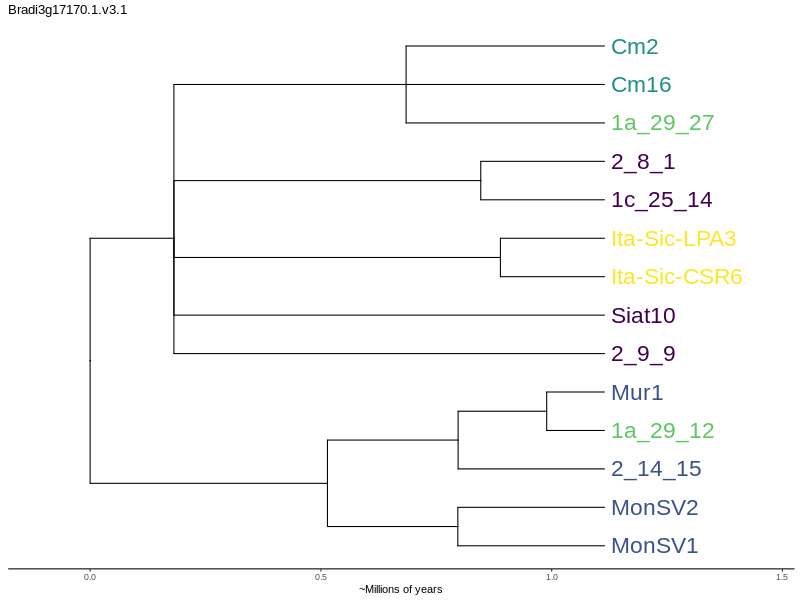 Bradi3g17170.1.v3.1
Cm2
Cm16
1a_29_27
2_8_1
1c_25_14
Ita-Sic-LPA3
Ita-Sic-CSR6
Siat10
2_9_9
Mur1
1a_29_12
2_14_15
MonSV2
MonSV1
0.0 0.5 1.0 1.5
~Millions of years